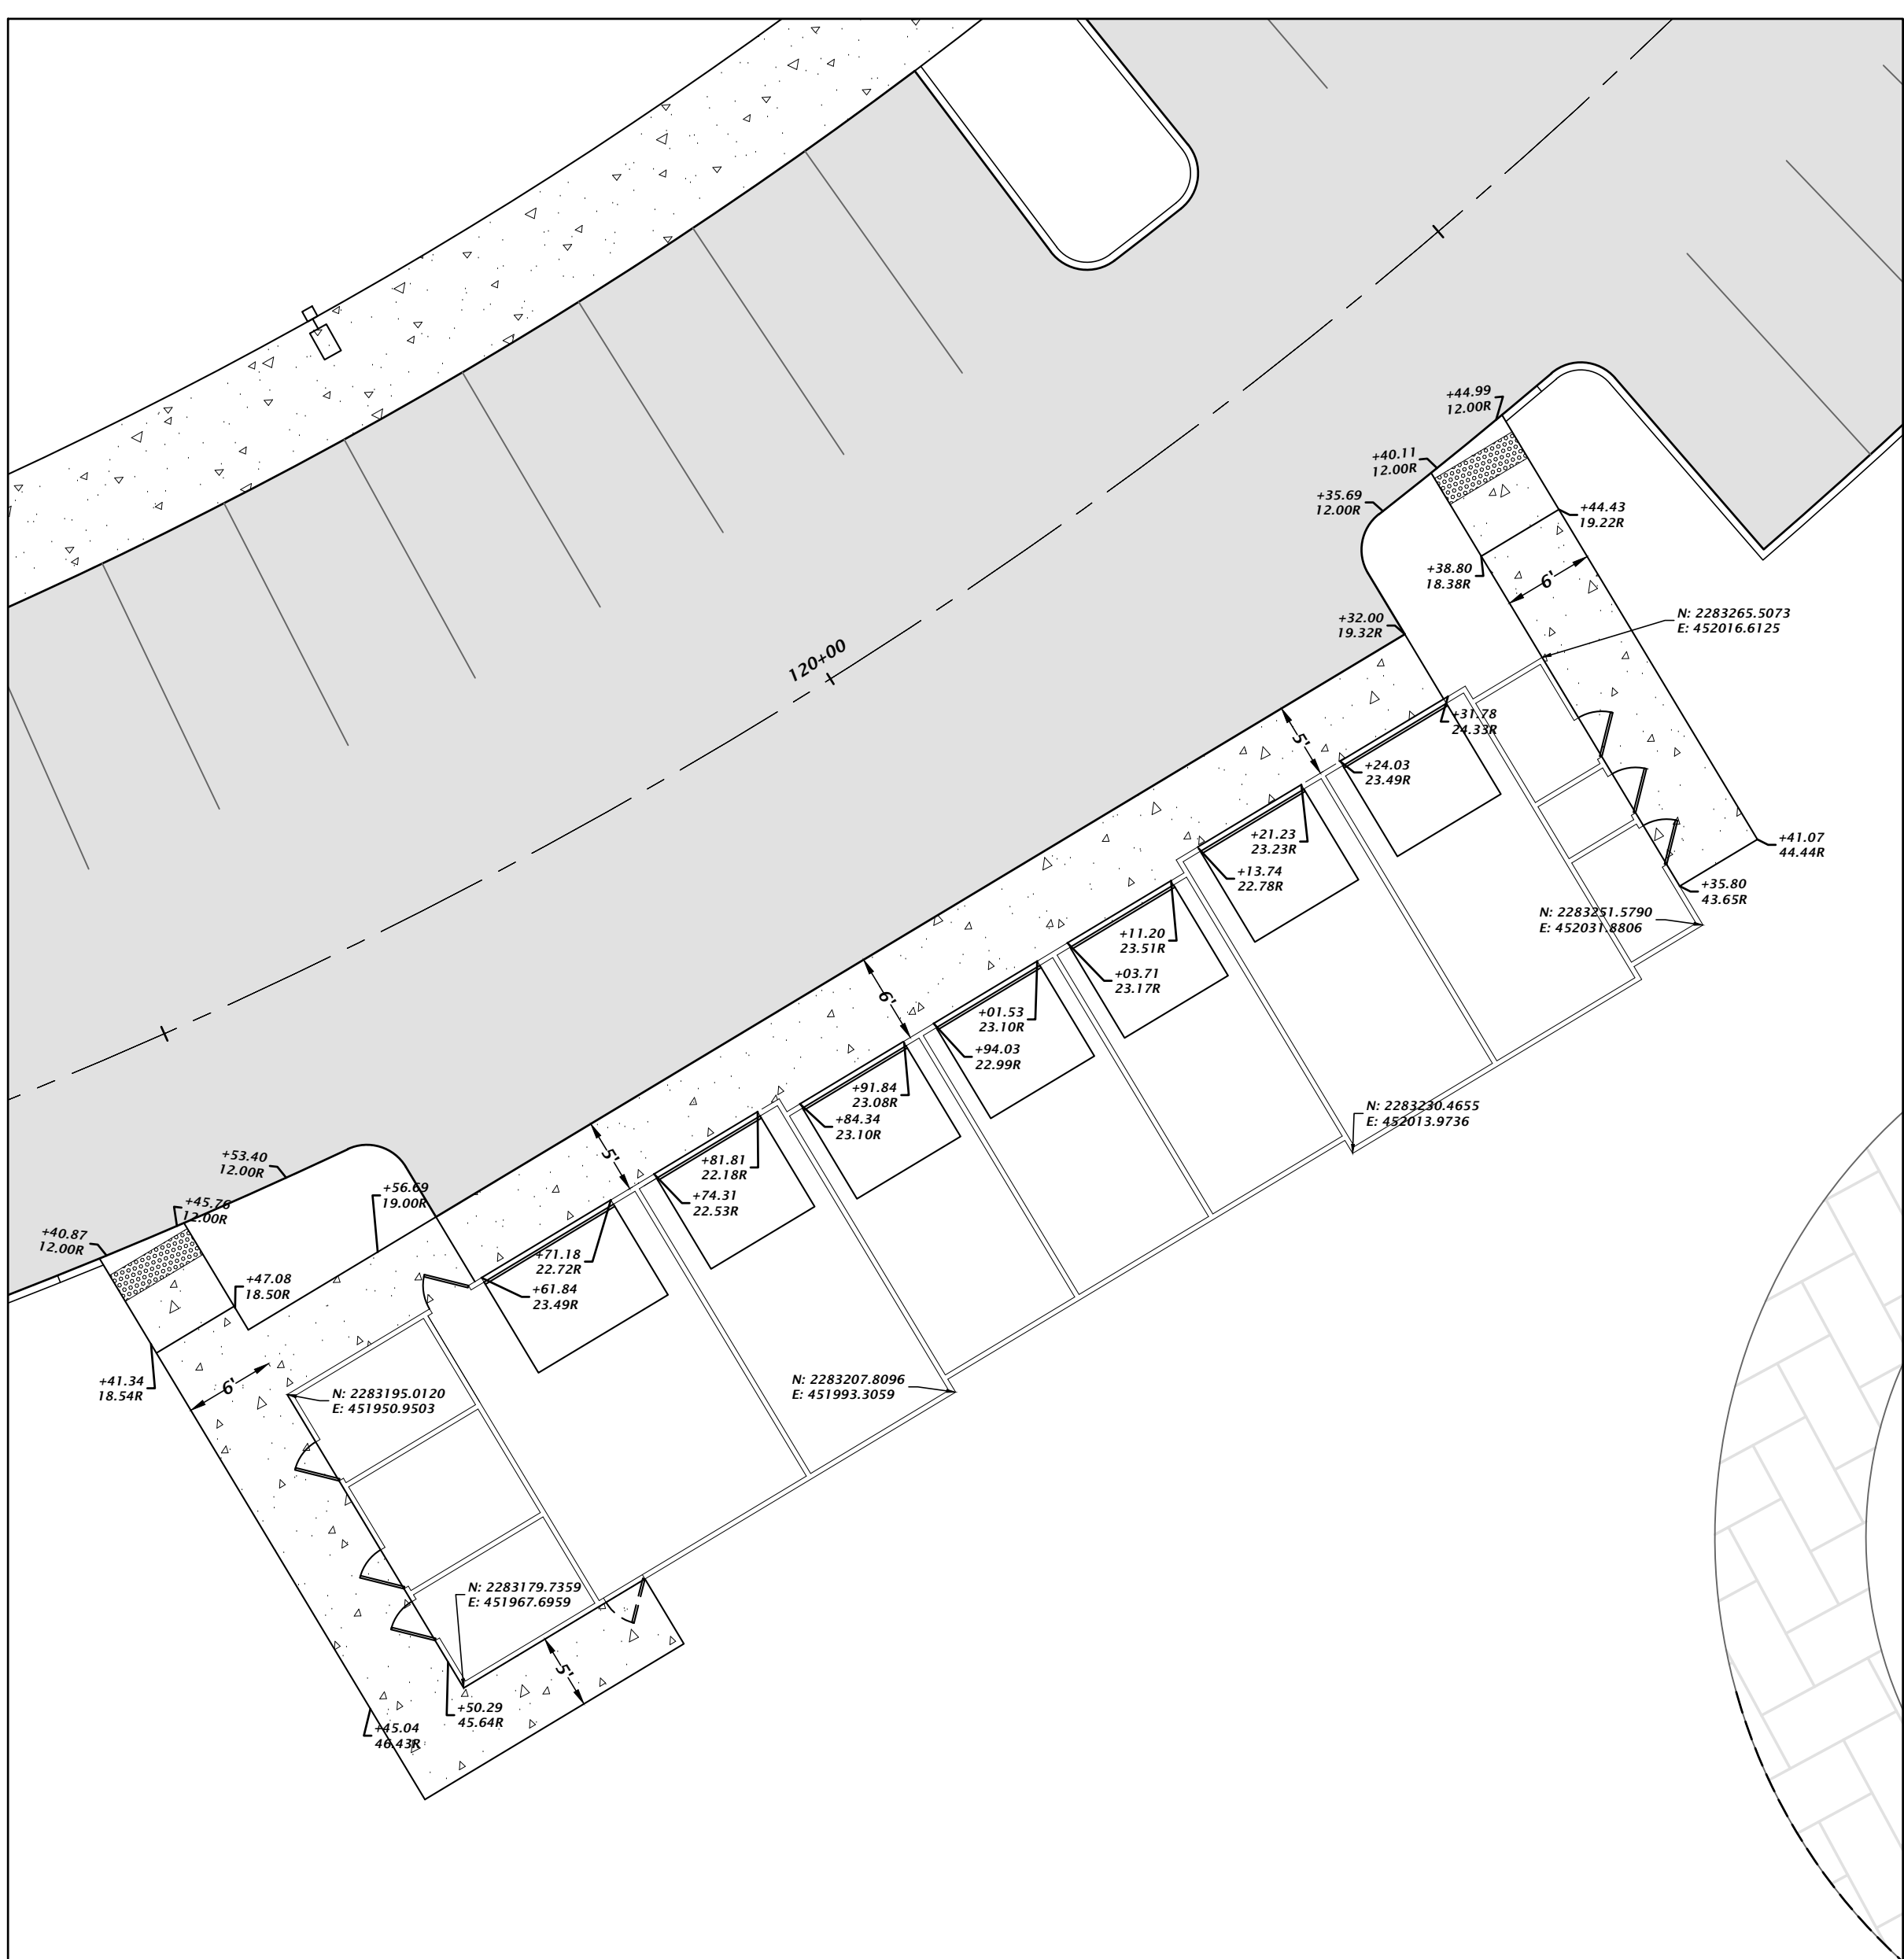 +44.99
12.00R
+40.11
12.00R
+35.69
12.00R
+44.43
19.22R
+38.80
18.38R
6'
N: 2283265.5073
E: 452016.6125
+32.00
19.32R
120+00
+31.78
24.33R
5'
+24.03
23.49R
+21.23
23.23R
+13.74
22.78R
+41.07
44.44R
+35.80
43.65R
N: 2283251.5790
E: 452031.8806
+11.20
23.51R
+03.71
23.17R
6'
+01.53
23.10R
+94.03
22.99R
+91.84
23.08R
+84.34
23.10R
N: 2283230.4655
E: 452013.9736
5'
+81.81
22.18R
+74.31
22.53R
+53.40
12.00R
+56.69
19.00R
+45.76
12.00R
+40.87
12.00R
+71.18
22.72R
+61.84
23.49R
+47.08
18.50R
+41.34
18.54R
6'
N: 2283195.0120
E: 451950.9503
N: 2283207.8096
E: 451993.3059
N: 2283179.7359
E: 451967.6959
5'
+50.29
45.64R
+45.04
46.43R